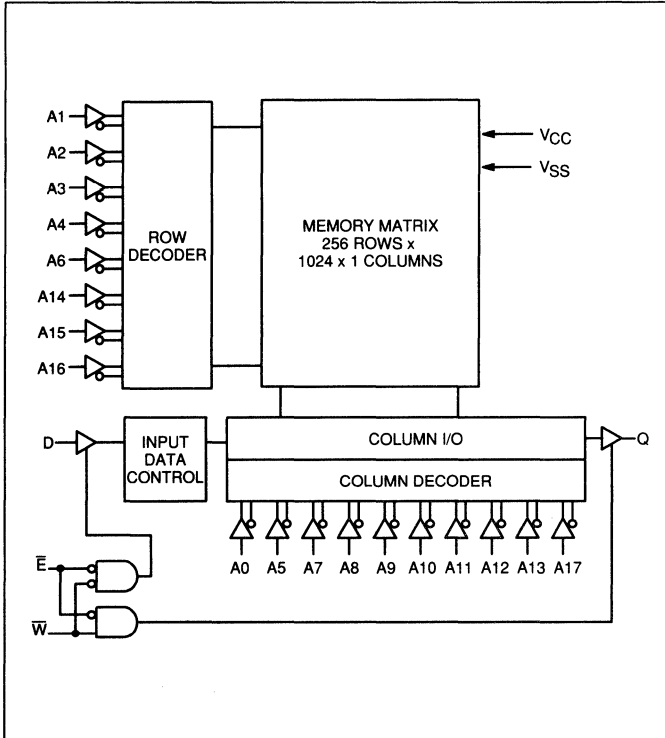 A1
A2
A3
A4
A6
A14
A15
A16
ROW
DECODER
MEMORY MATRIX
256 ROWS x
1024 x 1 COLUMNS
VCC
VSS
D
INPUT
DATA
CONTROL
COLUMN I/O
COLUMN DECODER
Q
A0 A5 A7 A8 A9 A10 A11 A12 A13 A17
E̅
W̅